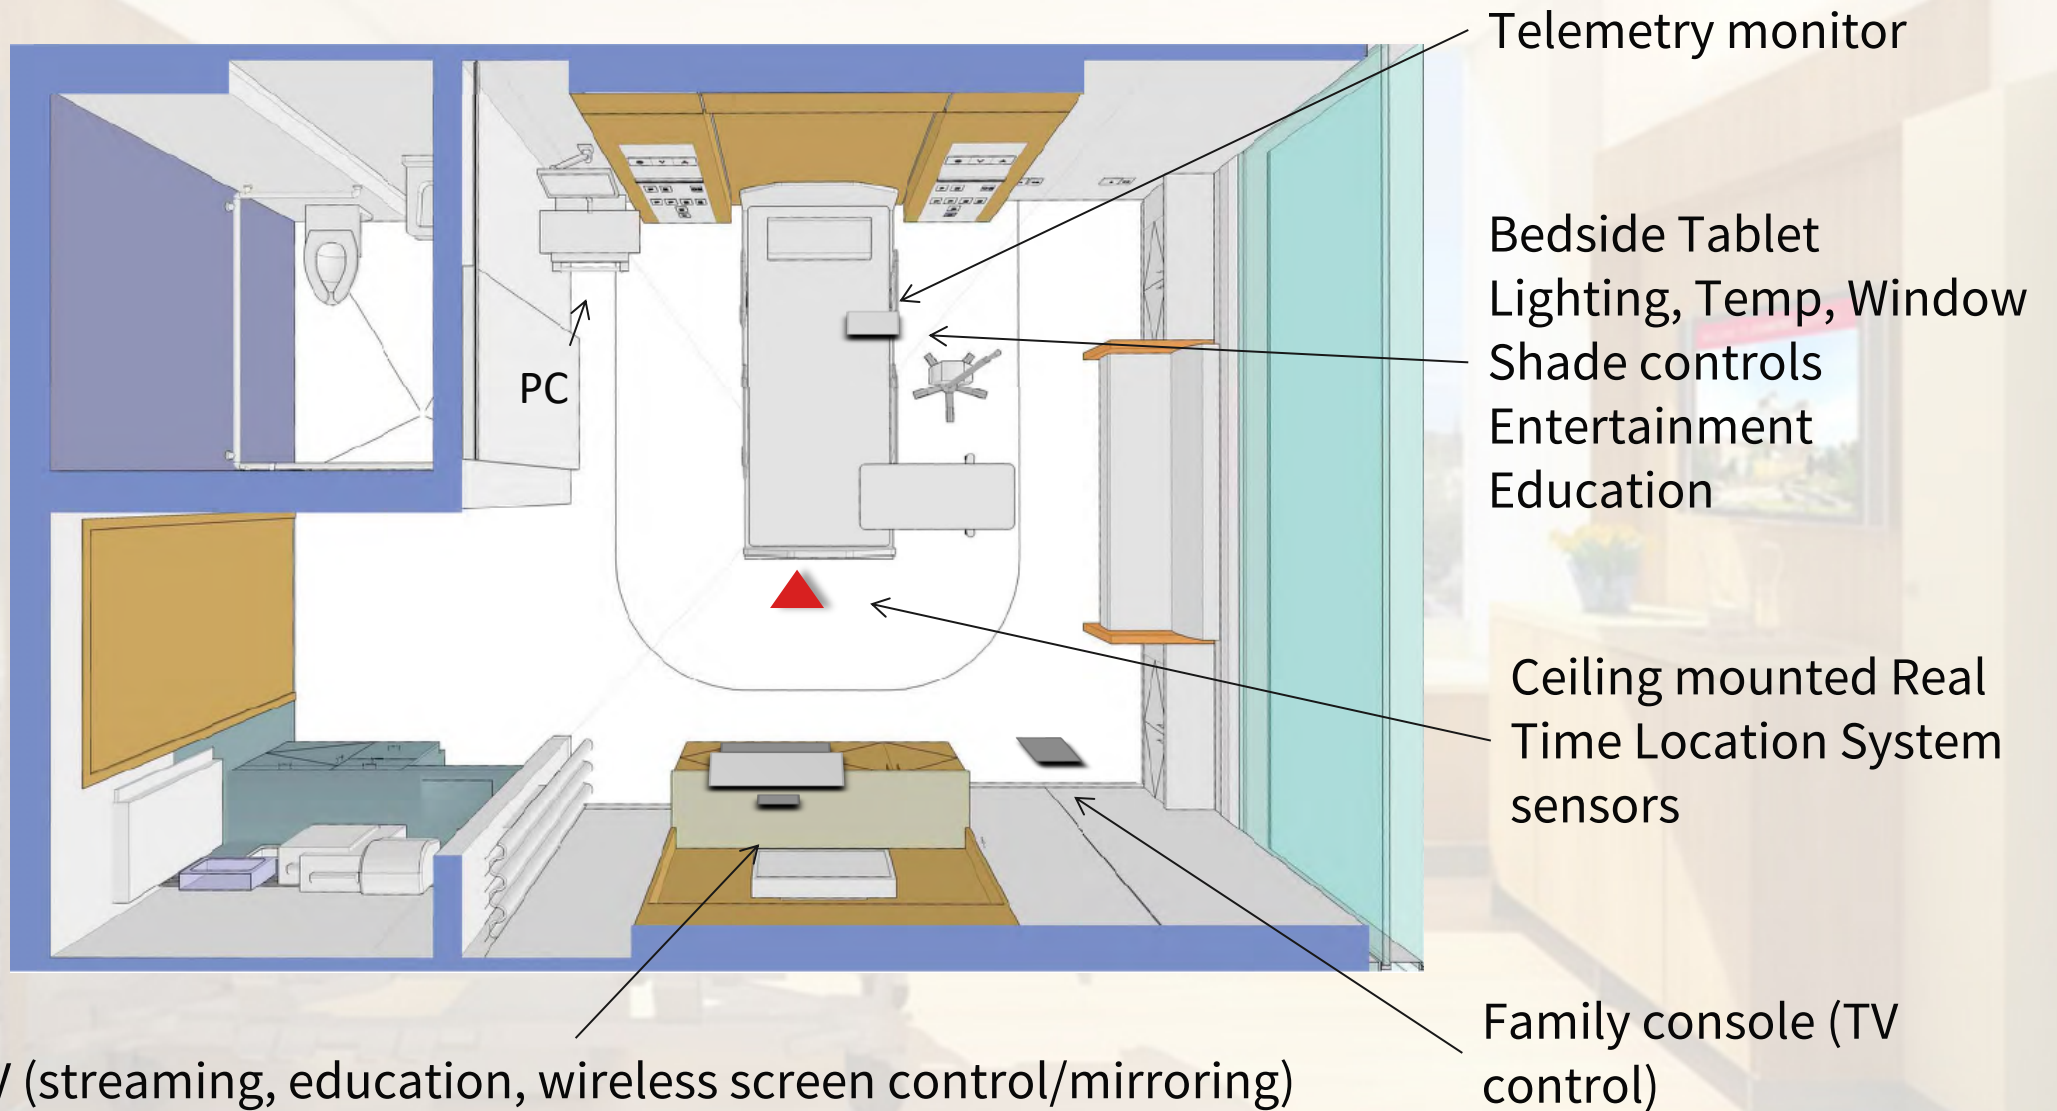 Telemetry monitor
Bedside Tablet
Lighting, Temp, Window
Shade controls
Entertainment
Education
PC
Ceiling mounted Real
Time Location System
sensors
Family console (TV
control)
(streaming, education, wireless screen control/mirroring)